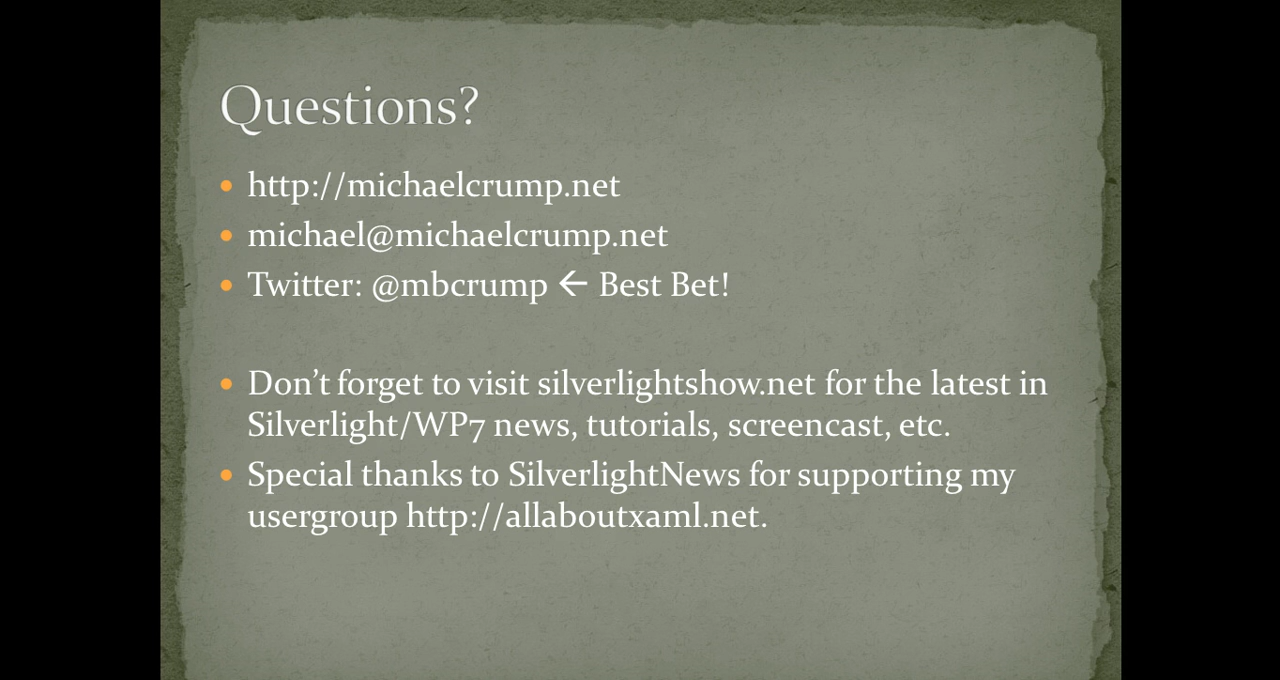 Questions?
• http://michaelcrump.net
• michael@michaelcrump.net
• Twitter: @mbcrump ← Best Bet!
• Don’t forget to visit silverlightshow.net for the latest in
Silverlight/WP7 news, tutorials, screencast, etc.
• Special thanks to SilverlightNews for supporting my
usergroup http://allaboutxaml.net.